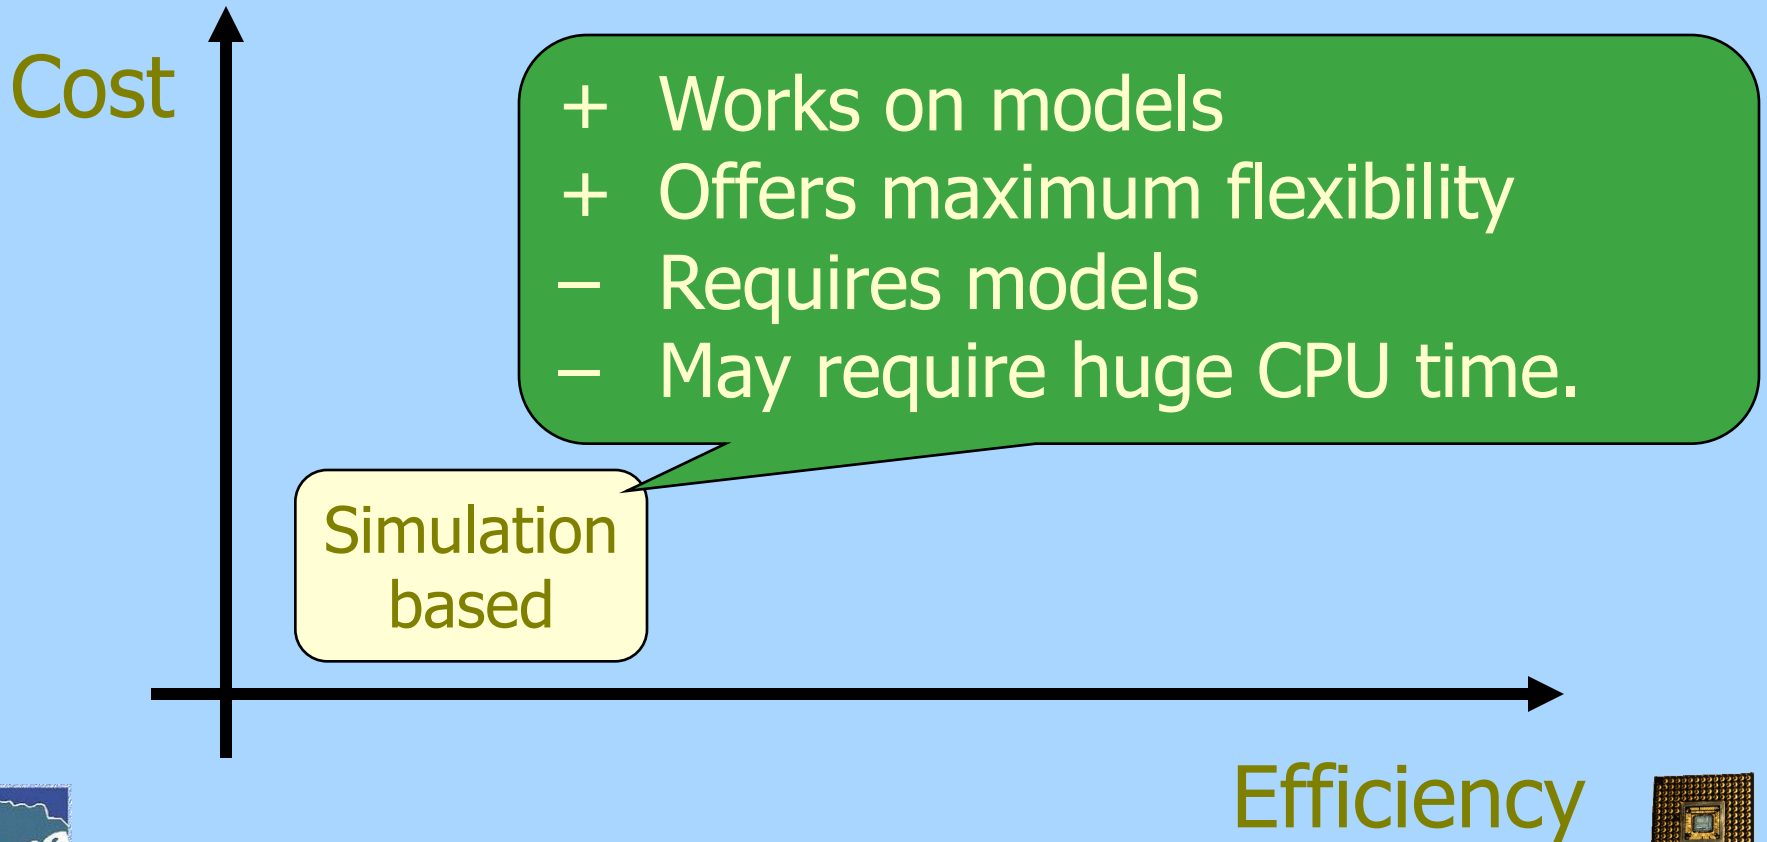 Cost
+ Works on models
+ Offers maximum flexibility
– Requires models
– May require huge CPU time.
Simulation
based
Efficiency